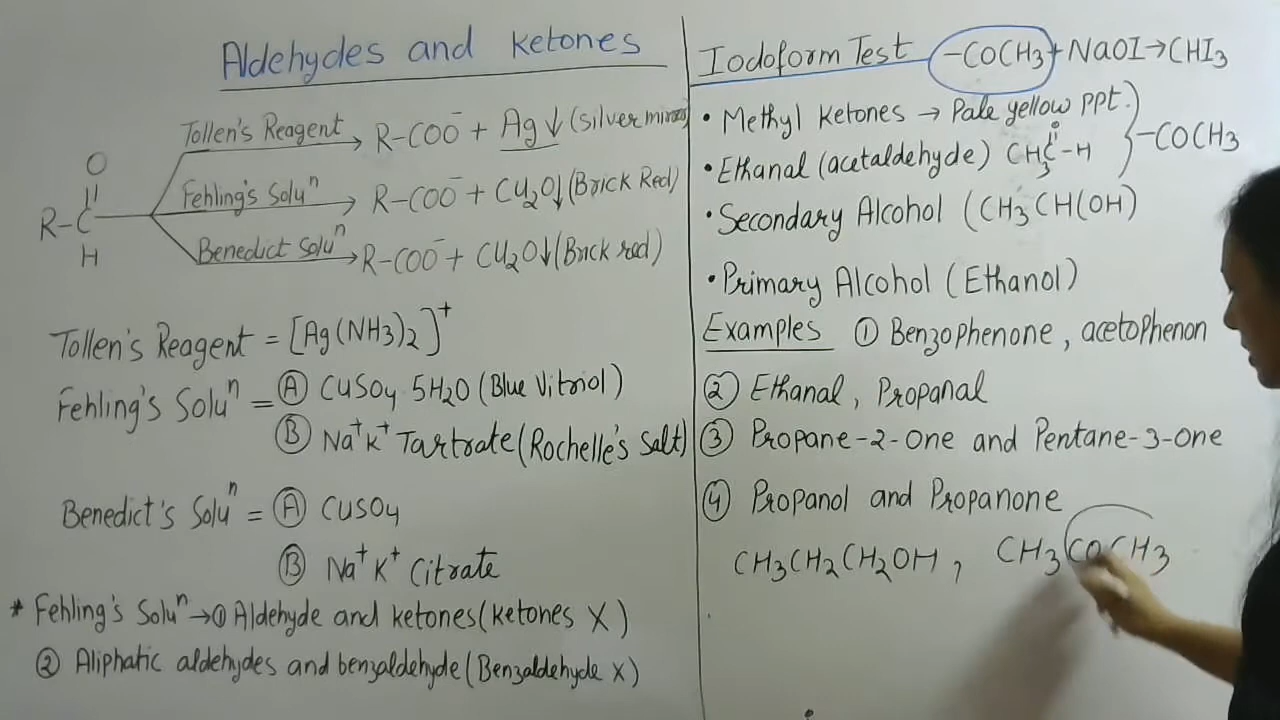 Aldehydes and ketones
O
||
R-C
H
Tollen's Reagent → R-COO⁻ + Ag↓ (silver mirror)
Fehling's Soluⁿ → R-COO⁻ + Cu₂O↓ (Brick Red)
Benedict Soluⁿ → R-COO⁻ + Cu₂O↓ (Brick red)
Tollen's Reagent = [Ag(NH3)₂]⁺
Fehling's Soluⁿ = Ⓐ CuSO₄. 5H₂O (Blue Vitriol)
Ⓑ Na⁺K⁺ Tartrate (Rochelle's Salt)
Benedict's Soluⁿ = Ⓐ CuSO₄
Ⓑ Na⁺K⁺ Citrate
* Fehling's Soluⁿ → ① Aldehyde and ketones (ketones X)
② Aliphatic aldehydes and benzaldehyde (Benzaldehyde X)
Iodoform Test -COCH₃ + NaOI → CHI₃
• Methyl ketones → Pale yellow ppt. } -COCH₃
• Ethanal (acetaldehyde) CH₃C-H
O
||
• Secondary Alcohol (CH₃CH(OH)
• Primary Alcohol (Ethanol)
Examples ① Benzophenone, acetophenon
② Ethanal, Propanal
③ Propane-2-one and Pentane-3-one
④ Propanol and Propanone
CH₃CH₂CH₂OH, CH₃COCH₃